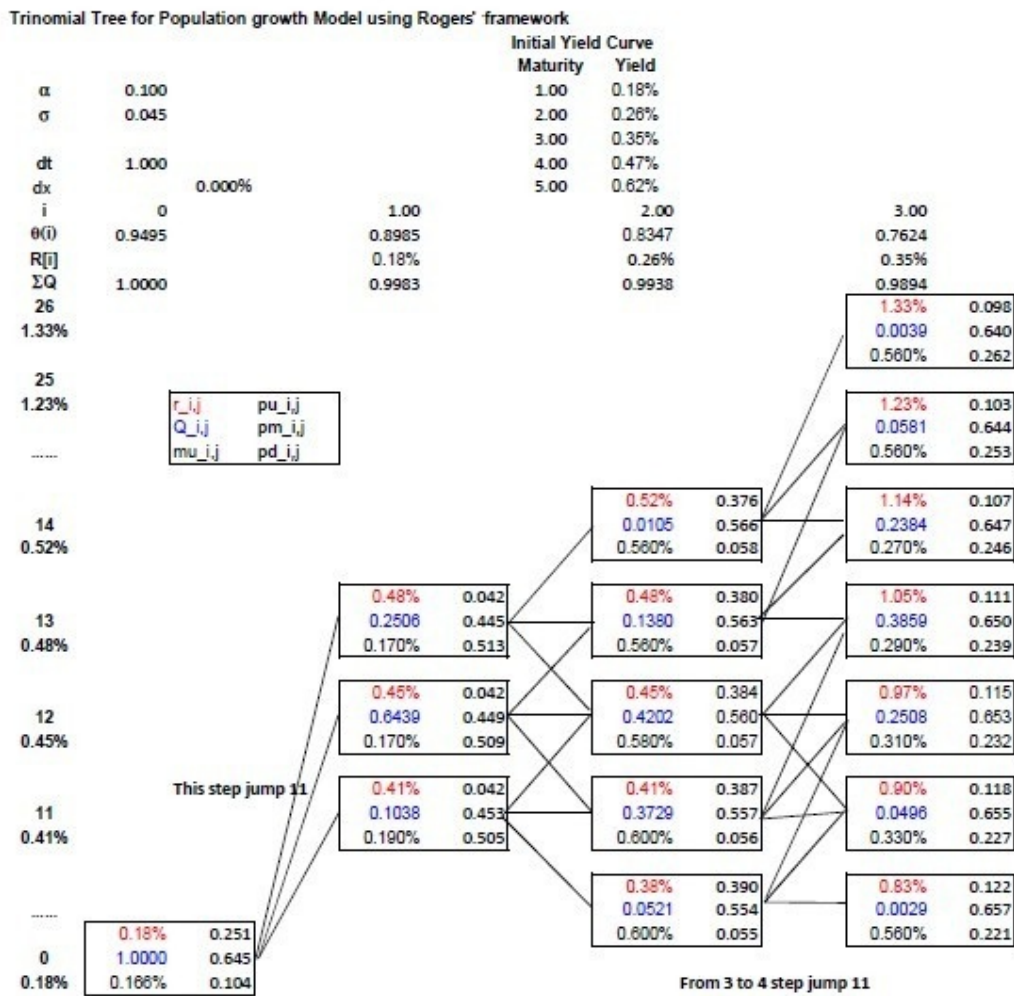 Trinomial Tree for Population growth Model using Rogers' framework
Initial Yield Curve
Maturity Yield
α 0.100 1.00 0.18%
σ 0.045 2.00 0.26%
3.00 0.35%
dt 1.000 4.00 0.47%
dx 0.000% 5.00 0.62%
i 0 1.00 2.00 3.00
θ(i) 0.9495 0.8985 0.8347 0.7624
R[i] 0.18% 0.26% 0.35%
ΣQ 1.0000 0.9983 0.9938 0.9894
26 1.33% 0.098
1.33% 0.0039 0.640
0.560% 0.262
25
1.23% r_i,j pu_i,j 1.23% 0.103
Q_i,j pm_i,j 0.0581 0.644
...... mu_i,j pd_i,j 0.560% 0.253
0.52% 0.376 1.14% 0.107
14 0.0105 0.566 0.2384 0.647
0.52% 0.560% 0.058 0.270% 0.246
0.48% 0.042 0.48% 0.380 1.05% 0.111
13 0.2506 0.445 0.1380 0.563 0.3859 0.650
0.48% 0.170% 0.513 0.560% 0.057 0.290% 0.239
0.45% 0.042 0.45% 0.384 0.97% 0.115
12 0.6439 0.449 0.4202 0.560 0.2508 0.653
0.45% 0.170% 0.509 0.580% 0.057 0.310% 0.232
This step jump 11 0.41% 0.042 0.41% 0.387 0.90% 0.118
11 0.1038 0.453 0.3729 0.557 0.0496 0.655
0.41% 0.190% 0.505 0.600% 0.056 0.330% 0.227
0.38% 0.390 0.83% 0.122
...... 0.0521 0.554 0.0029 0.657
0.18% 0.251 0.600% 0.055 0.560% 0.221
0 1.0000 0.645
0.18% 0.166% 0.104 From 3 to 4 step jump 11